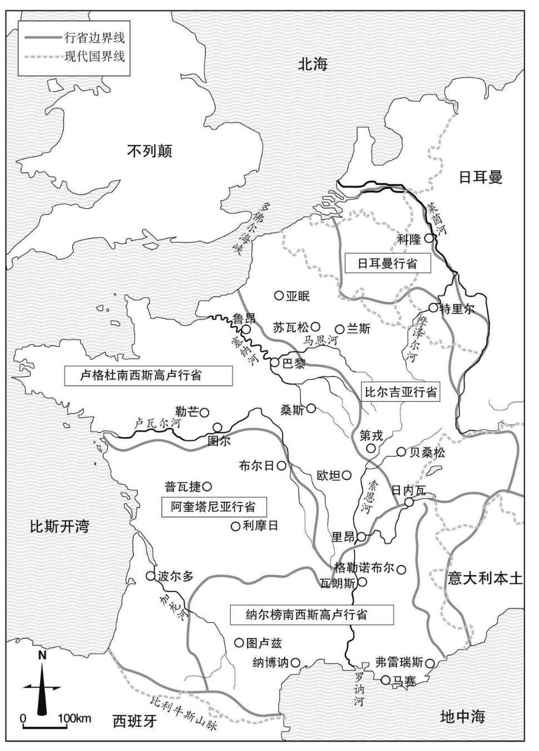 行省边界线
现代国界线
北海
不列颠
日耳曼
多佛尔海峡
莱茵河
科隆
日耳曼行省
亚眠
特里尔
鲁昂
苏瓦松
兰斯
摩泽尔河
塞纳河
马恩河
巴黎
卢格杜南西斯高卢行省
比尔吉亚行省
桑斯
勒芒
卢瓦尔河
图尔
第戎
贝桑松
布尔日
欧坦
索恩河
日内瓦
普瓦捷
阿奎塔尼亚行省
利摩日
比斯开湾
里昂
格勒诺布尔
意大利本土
波尔多
瓦朗斯
加龙河
纳尔榜南西斯高卢行省
图卢兹
纳博讷
弗雷瑞斯
马赛
罗讷河
N
比利牛斯山脉
0 100km
西班牙
地中海